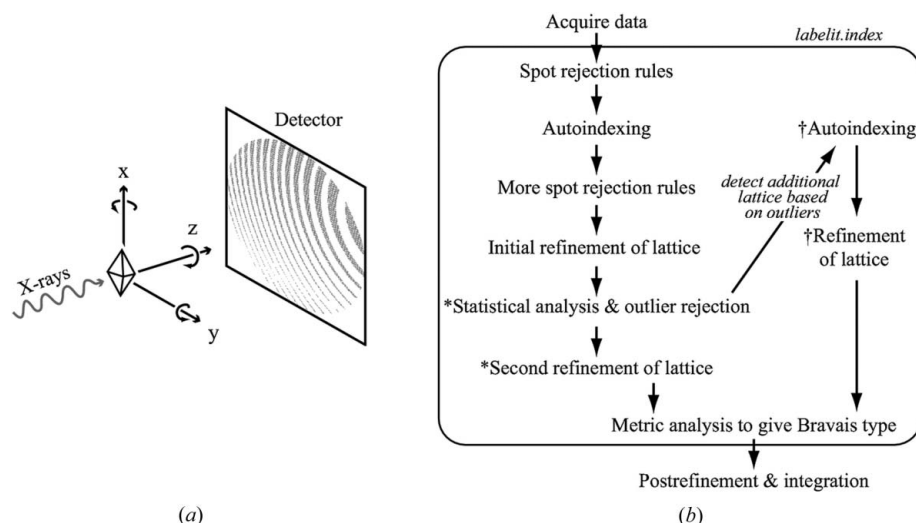 Detector
x
z
X-rays
y
(a)
Acquire data
labelit.index
Spot rejection rules
Autoindexing
†Autoindexing
More spot rejection rules
detect additional
lattice based
on outliers
Initial refinement of lattice
†Refinement
of lattice
*Statistical analysis & outlier rejection
*Second refinement of lattice
Metric analysis to give Bravais type
Postrefinement & integration
(b)